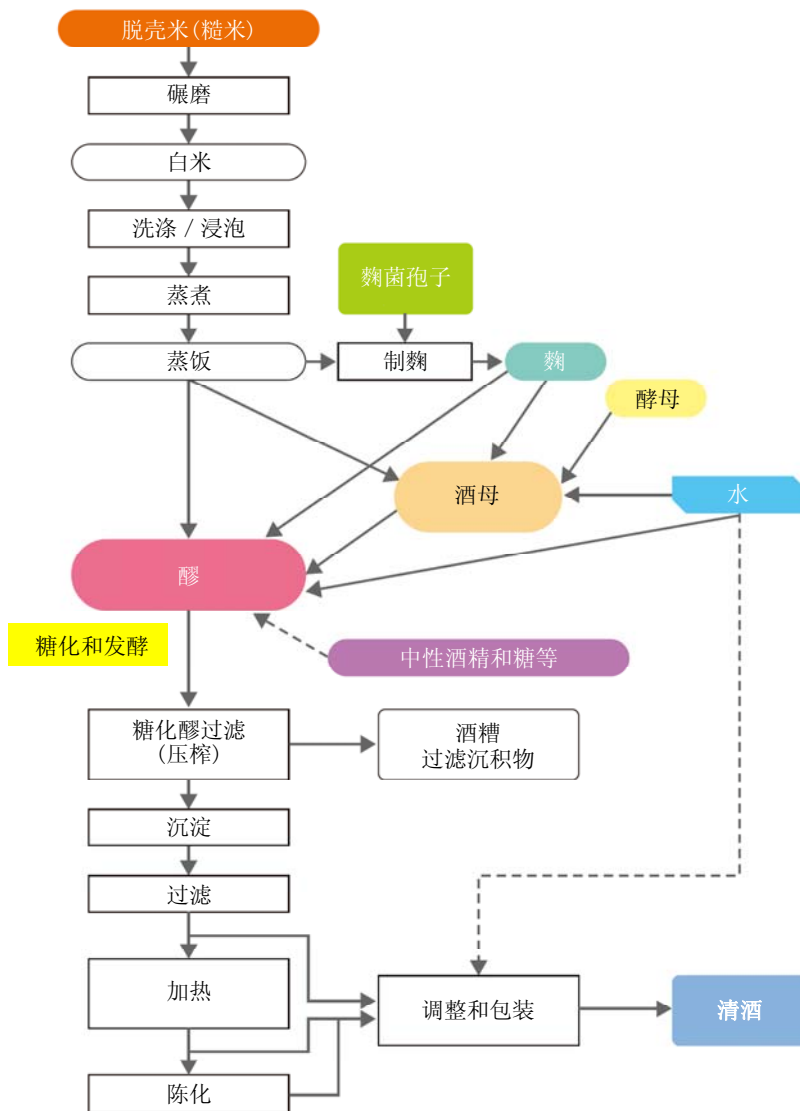 脱壳米(糙米)
碾磨
白米
洗涤 / 浸泡
麴菌孢子
蒸煮
蒸饭
制麴
麴
酵母
酒母
水
醪
糖化和发酵
中性酒精和糖等
糖化醪过滤
(压榨)
酒糟
过滤沉积物
沉淀
过滤
加热
调整和包装
清酒
陈化